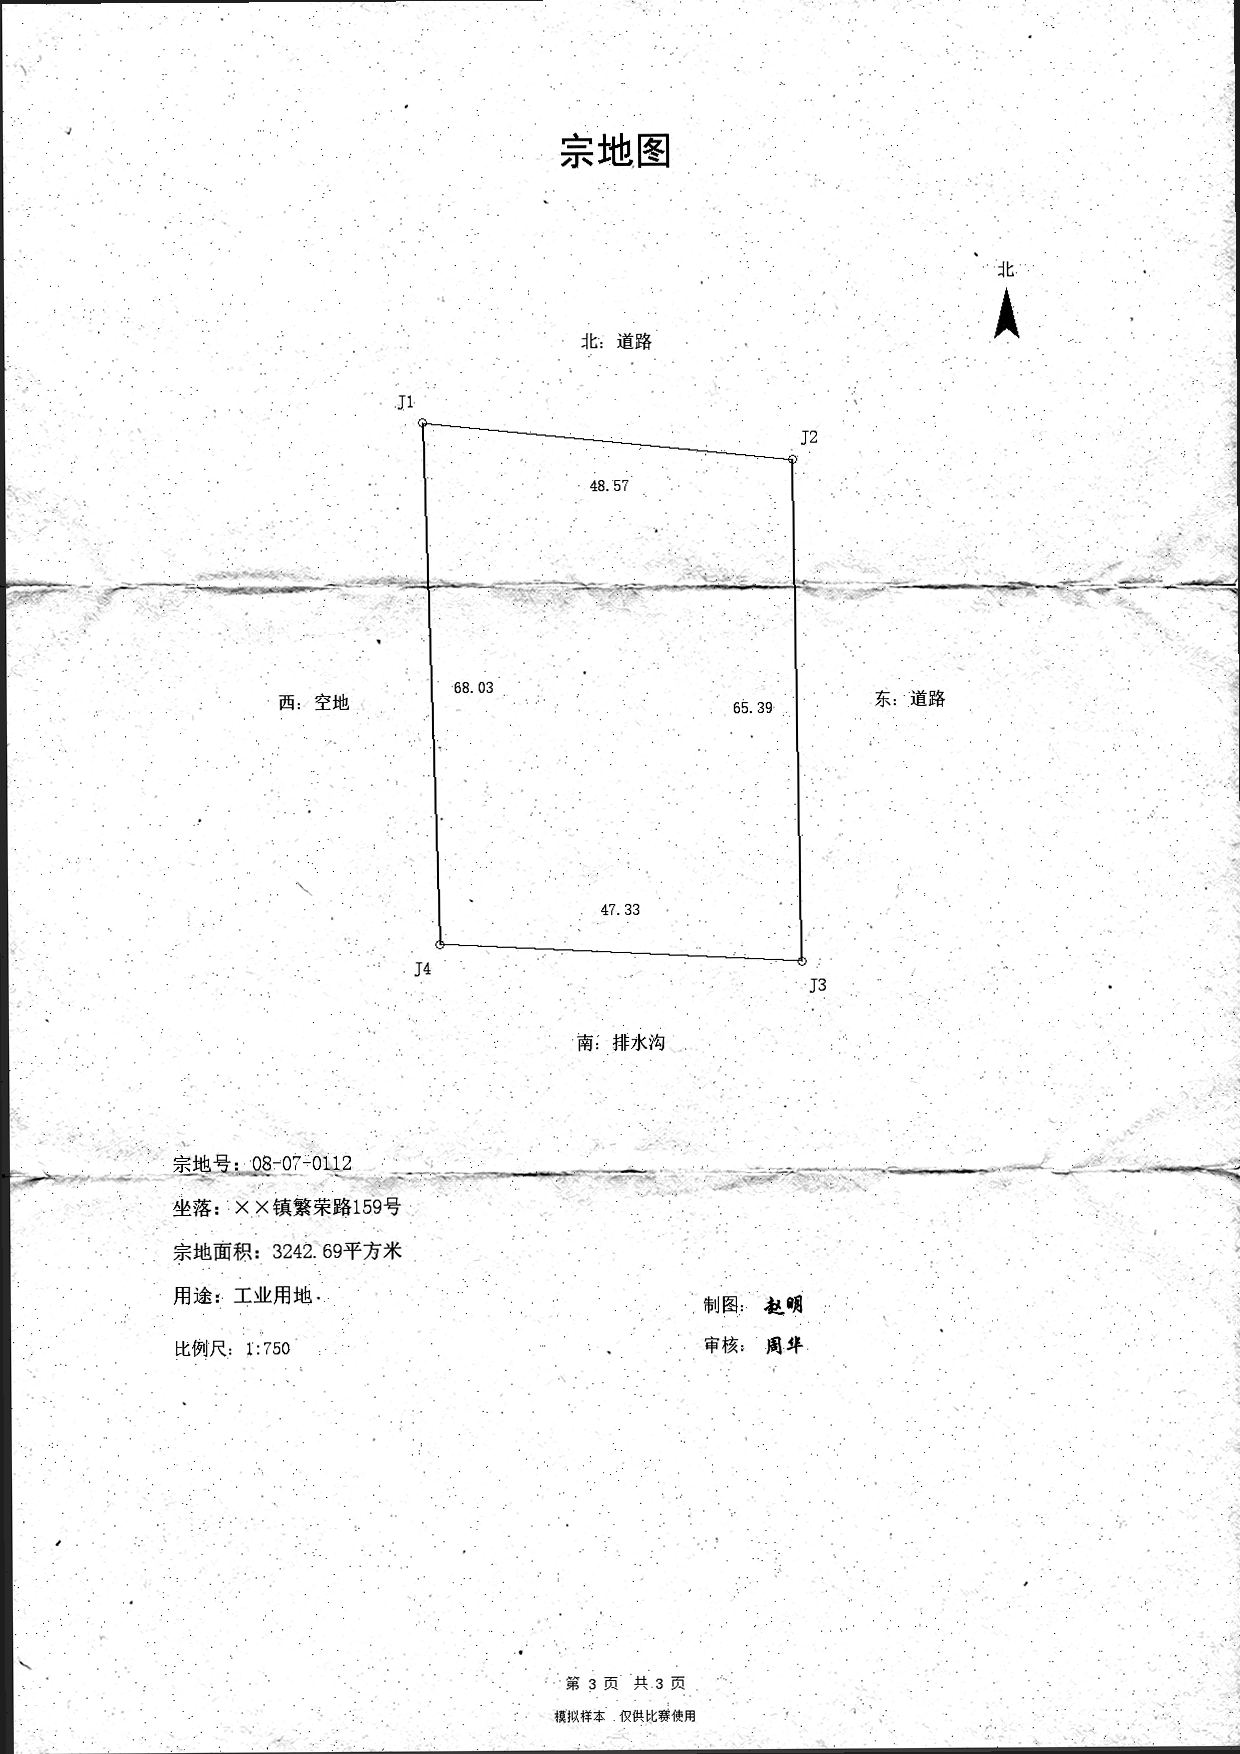 宗地图
北
北：道路
J1
J2
48.57
68.03
西：空地
65.39
东：道路
47.33
J4
J3
南：排水沟
宗地号：08-07-0112
坐落：××镇繁荣路159号
宗地面积：3242.69平方米
用途：工业用地
制图：赵明
比例尺：1:750
审核：周华
第 3 页 共 3 页
模拟样本 仅供比赛使用